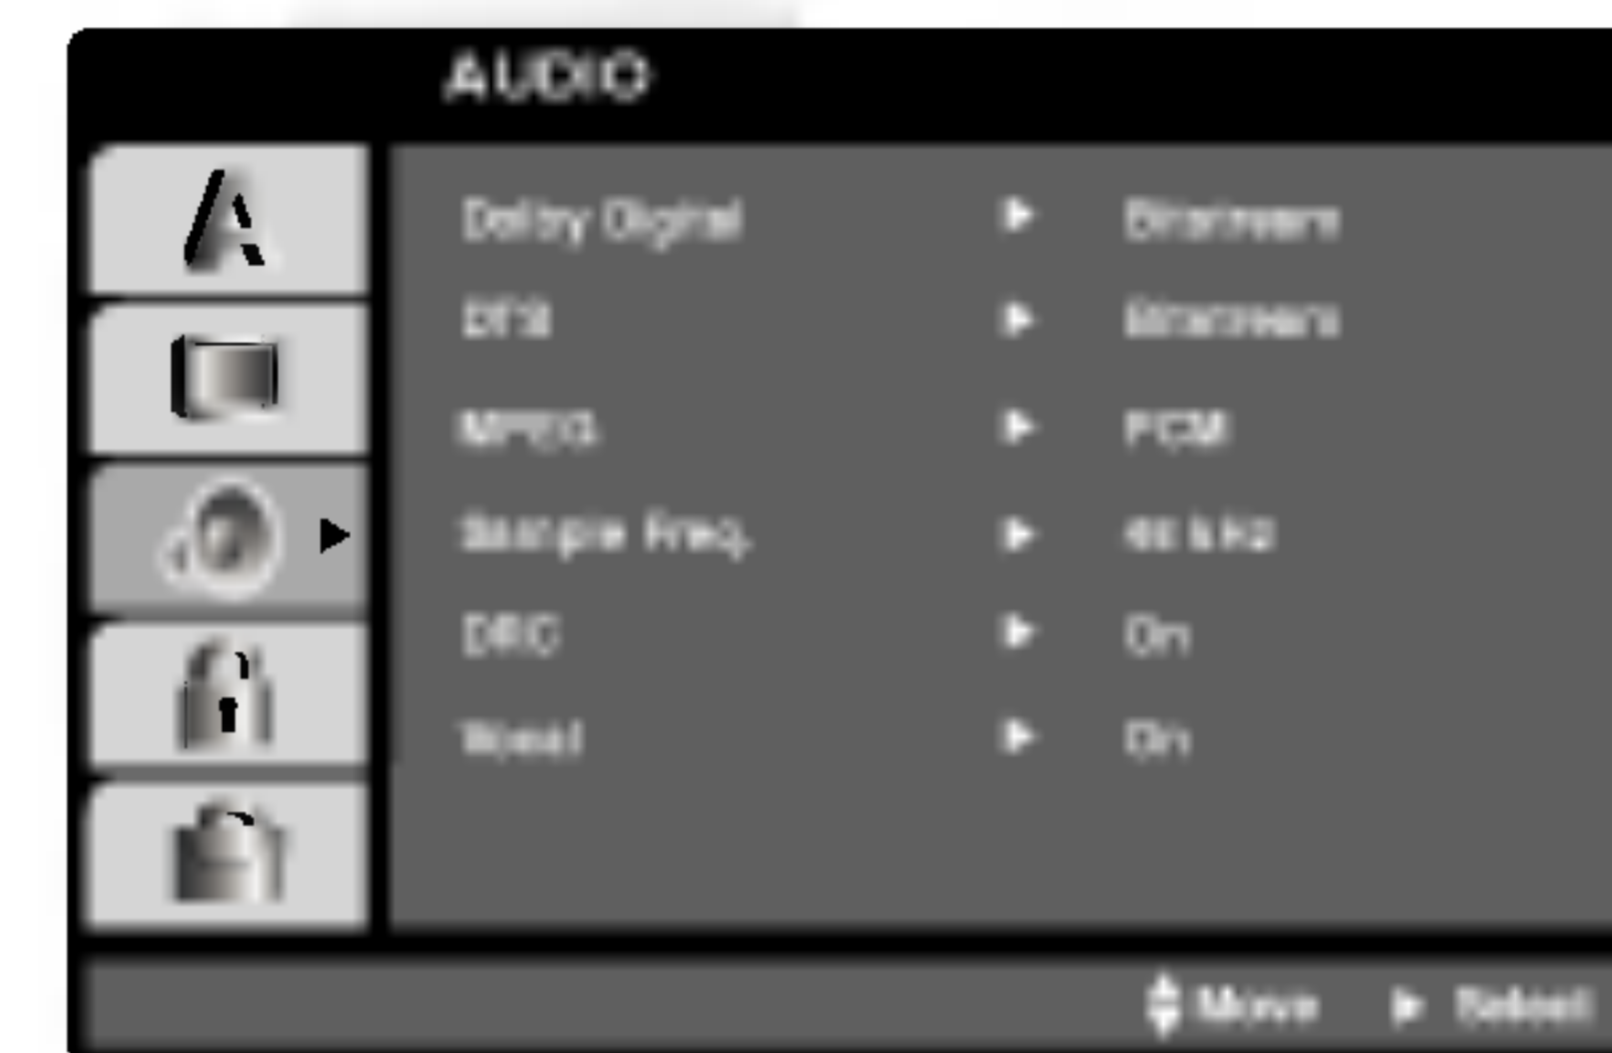 AUDIO
Dolby Digital Bitstream
DTS Bitstream
MPEG PCM
Sample Freq. 48 kHz
DRC On
Vocal On
Move Select